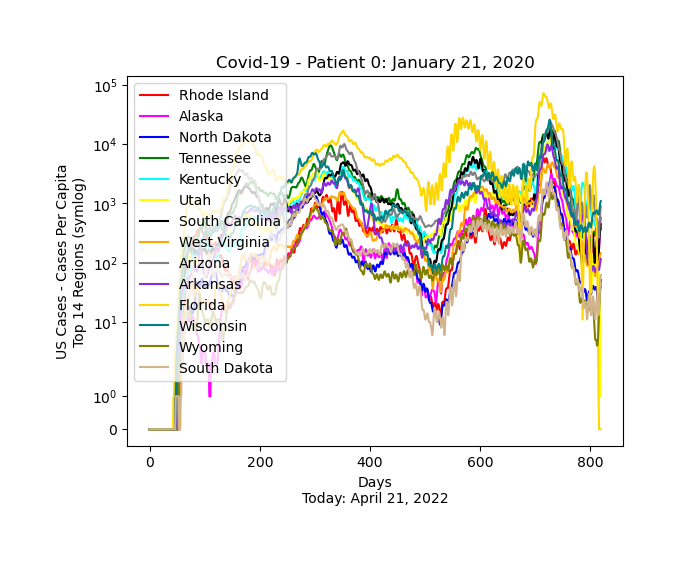 Covid-19 - Patient 0: January 21, 2020
US Cases - Cases Per Capita
Top 14 Regions (symlog)
10^5
10^4
10^3
10^2
10^1
10^0
0
Rhode Island
Alaska
North Dakota
Tennessee
Kentucky
Utah
South Carolina
West Virginia
Arizona
Arkansas
Florida
Wisconsin
Wyoming
South Dakota
0 200 400 600 800
Days
Today: April 21, 2022